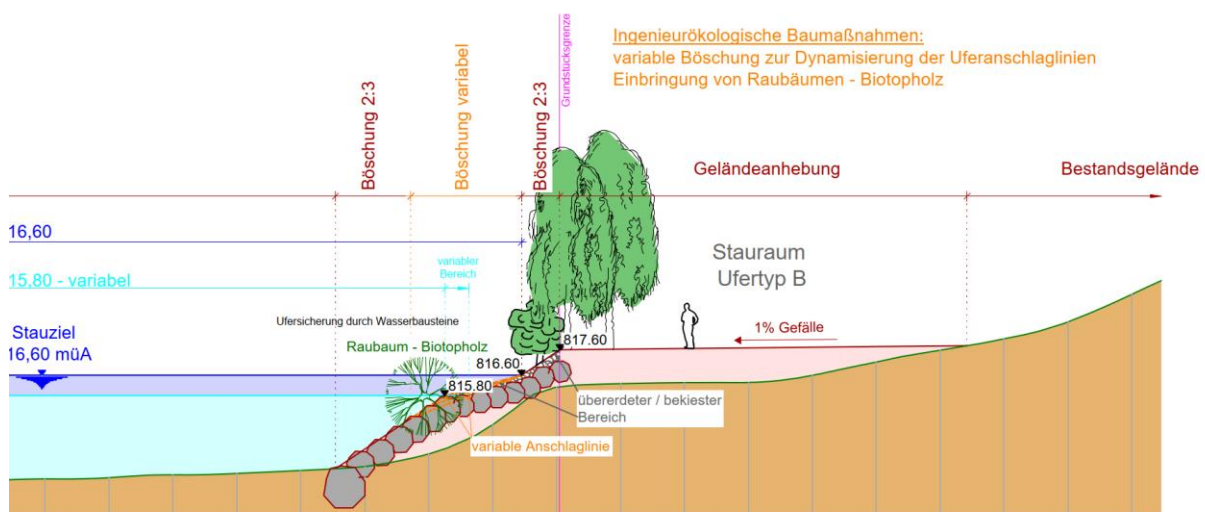 Ingenieurökologische Baumaßnahmen:
variable Böschung zur Dynamisierung der Uferanschlaglinien
Einbringung von Raubäumen - Biotopholz
Böschung 2:3
Böschung variabel
Böschung 2:3
Grundstücksgrenze
Geländeanhebung
Bestandsgelände
16,60
variabler
Bereich
15,80 - variabel
Stauraum
Ufertyp B
Ufersicherung durch Wasserbausteine
Stauziel
16,60 müA
Raubaum - Biotopholz
817.60
1% Gefälle
816.60
815.80
übererdeter / bekiester
Bereich
variable Anschlaglinie